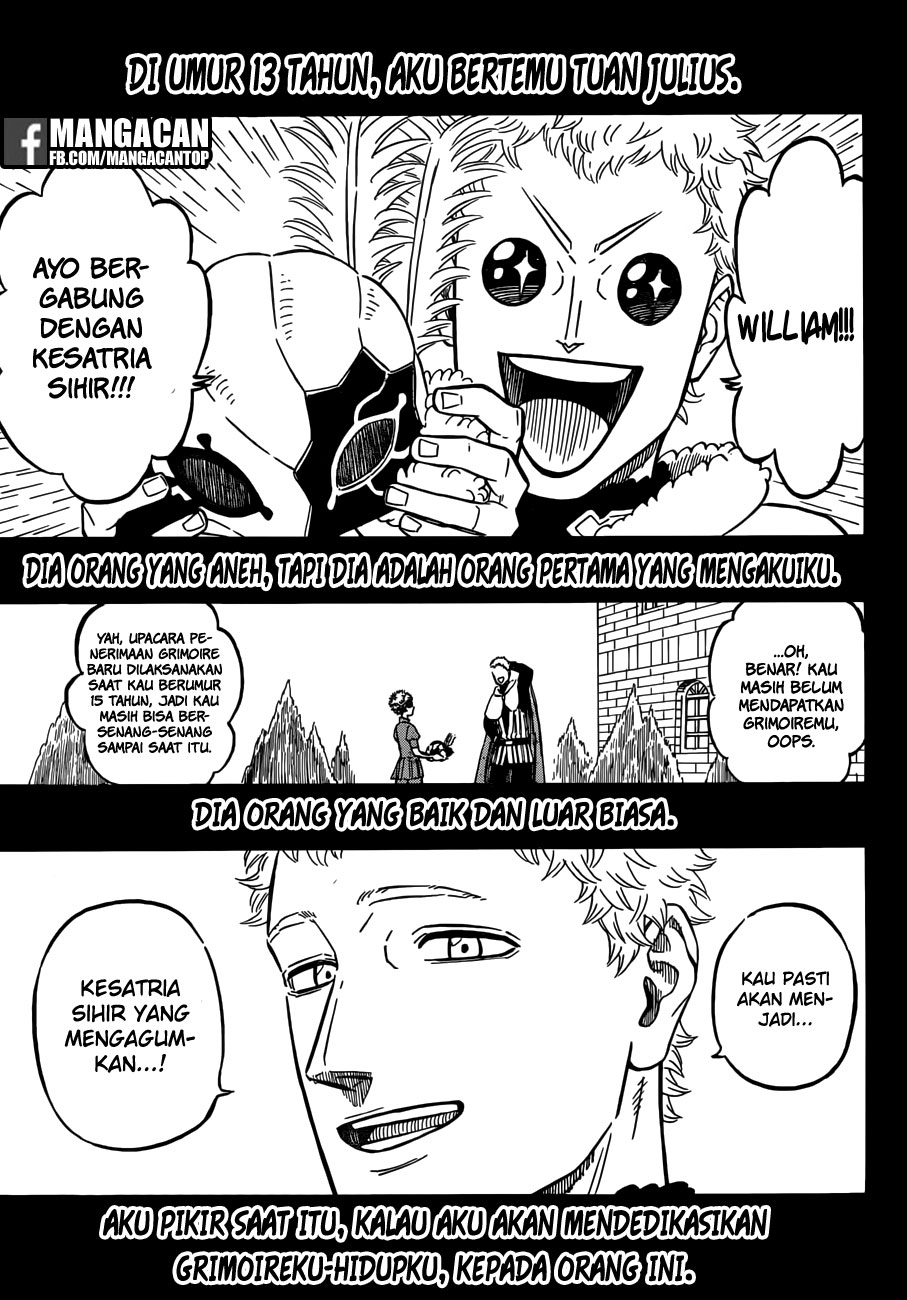 DI UMUR 13 TAHUN, AKU BERTEMU TUAN JULIUS.
MANGACAN
FB.COM/MANGACANTOP
WILLIAM!!!
AYO BER-
GABUNG
DENGAN
KESATRIA
SIHIR!!!
DIA ORANG YANG ANEH, TAPI DIA ADALAH ORANG PERTAMA YANG MENGAKUIKU.
...OH,
BENAR! KAU
MASIH BELUM
MENDAPATKAN
GRIMOIREMU,
OOPS.
YAH, UPACARA PE-
NERIMAAN GRIMOIRE
BARU DILAKSANAKAN
SAAT KAU BERUMUR
15 TAHUN, JADI KAU
MASIH BISA BER-
SENANG-SENANG
SAMPAI SAAT ITU.
DIA ORANG YANG BAIK DAN LUAR BIASA.
KAU PASTI
AKAN MEN-
JADI...
KESATRIA
SIHIR YANG
MENGAGUM-
KAN...!
AKU PIKIR SAAT ITU, KALAU AKU AKAN MENDEDIKASIKAN
GRIMOIREKU-HIDUPKU, KEPADA ORANG INI.